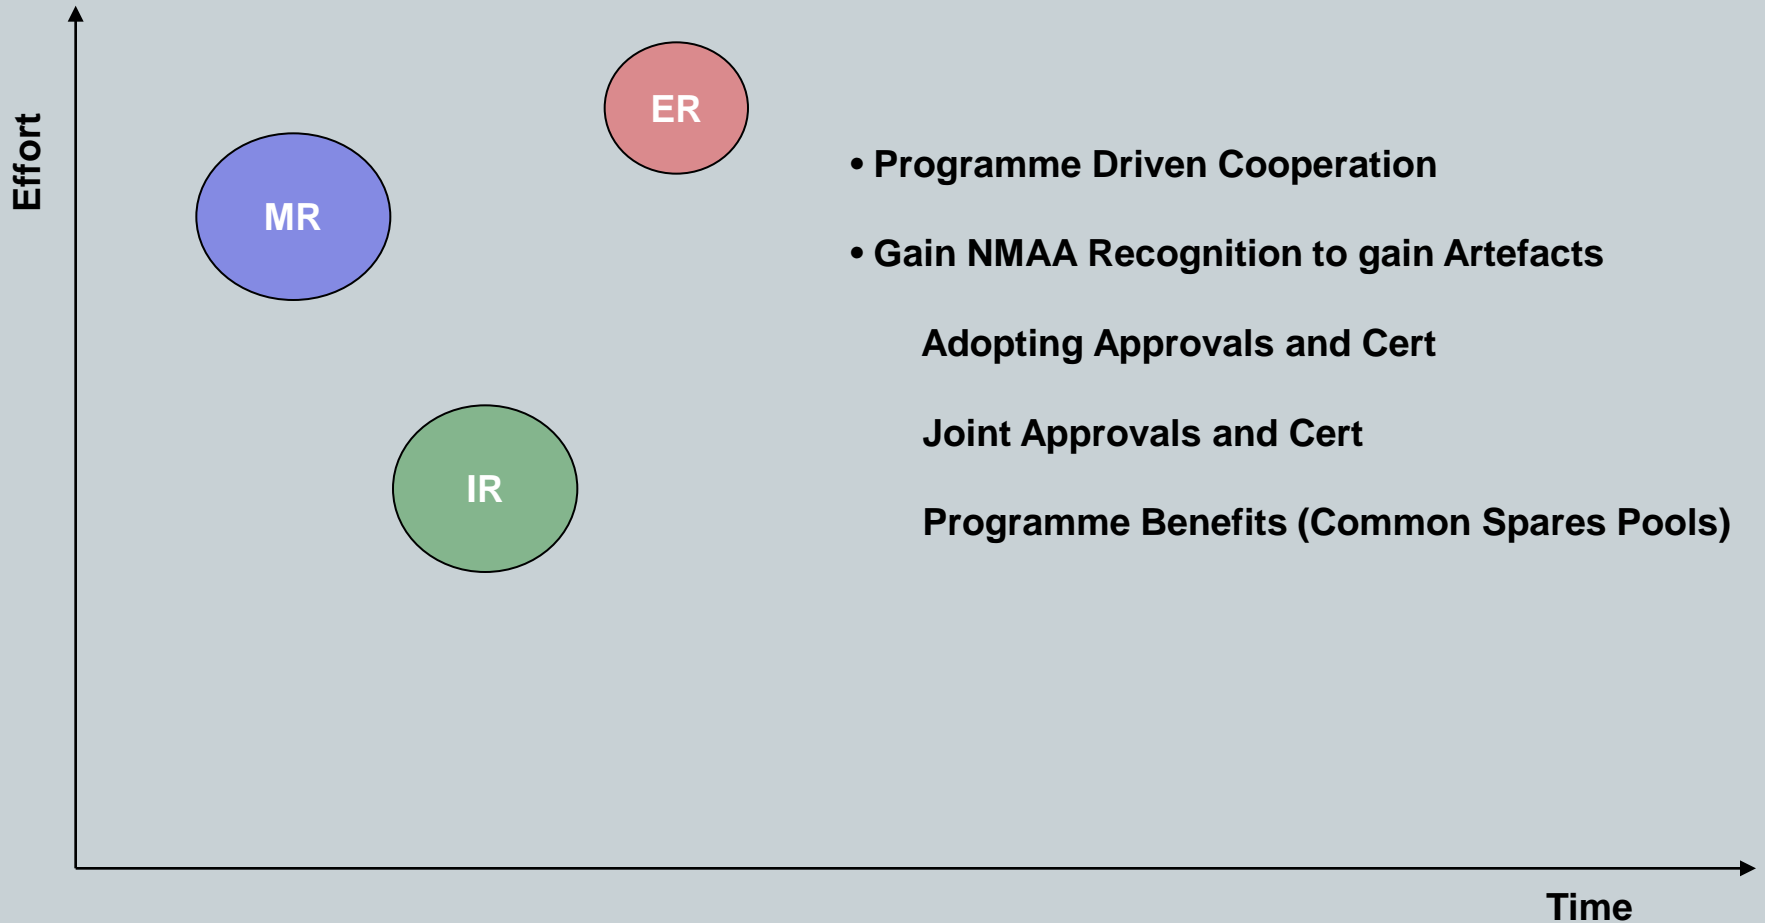 Effort
ER
MR
• Programme Driven Cooperation
• Gain NMAA Recognition to gain Artefacts
Adopting Approvals and Cert
Joint Approvals and Cert
IR
Programme Benefits (Common Spares Pools)
Time